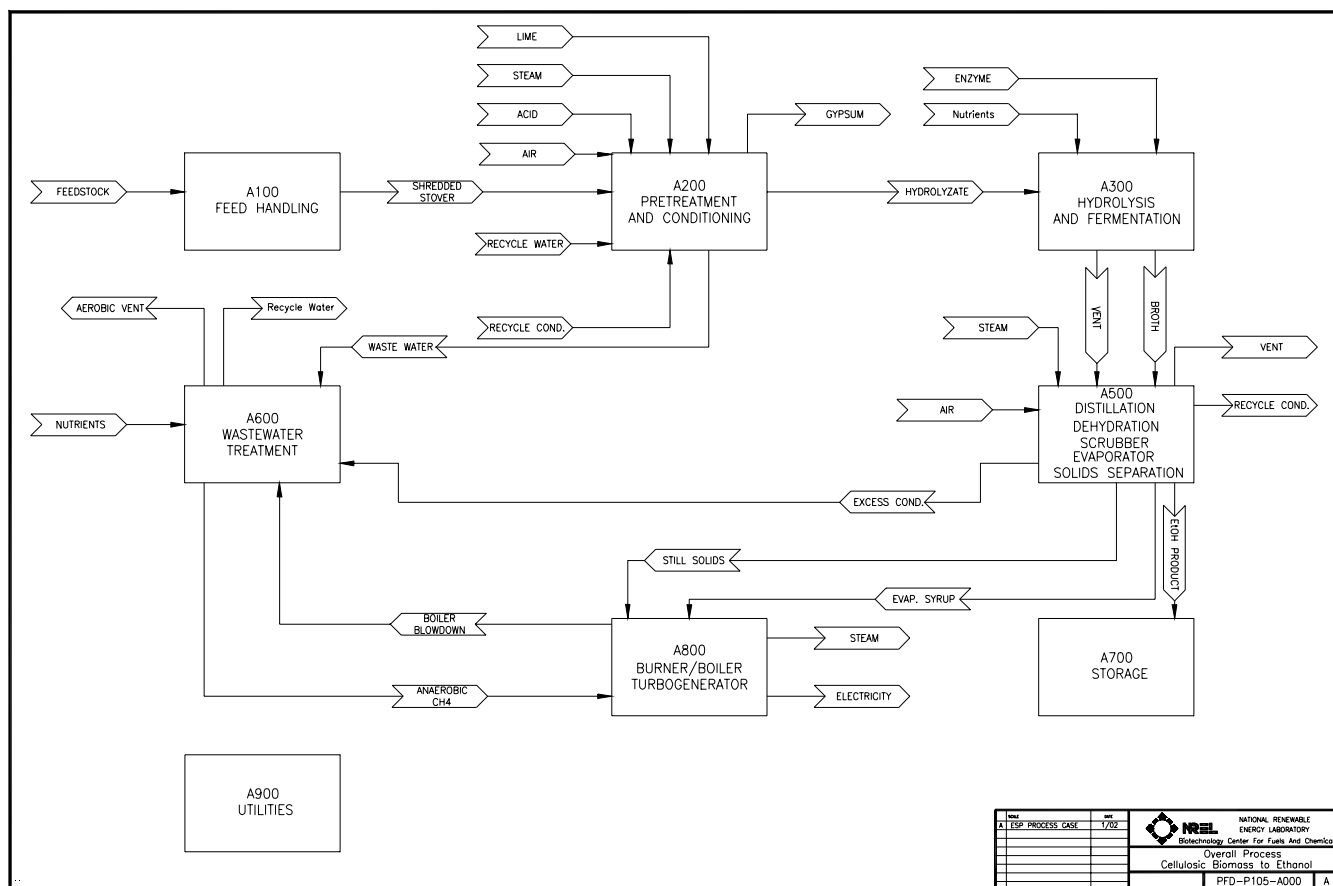 LIME
STEAM
ACID
AIR
GYPSUM
ENZYME
Nutrients
FEEDSTOCK
A100
FEED HANDLING
SHREDDED
STOVER
A200
PRETREATMENT
AND CONDITIONING
HYDROLYZATE
A300
HYDROLYSIS
AND FERMENTATION
RECYCLE WATER
AEROBIC VENT
Recycle Water
RECYCLE COND.
WASTE WATER
VENT
BROTH
STEAM
VENT
RECYCLE COND.
AIR
NUTRIENTS
A600
WASTEWATER
TREATMENT
A500
DISTILLATION
DEHYDRATION
SCRUBBER
EVAPORATOR
SOLIDS SEPARATION
EXCESS COND.
EtOH PRODUCT
STILL SOLIDS
EVAP. SYRUP
BOILER
BLOWDOWN
A800
BURNER/BOILER
TURBOGENERATOR
STEAM
ELECTRICITY
A700
STORAGE
ANAEROBIC
CH4
A900
UTILITIES
SCALE DATE
A ESP PROCESS CASE 1/02
NREL
NATIONAL RENEWABLE
ENERGY LABORATORY
Biotechnology Center For Fuels And Chemica
Overall Process
Cellulosic Biomass to Ethanol
PFD-P105-A000 A